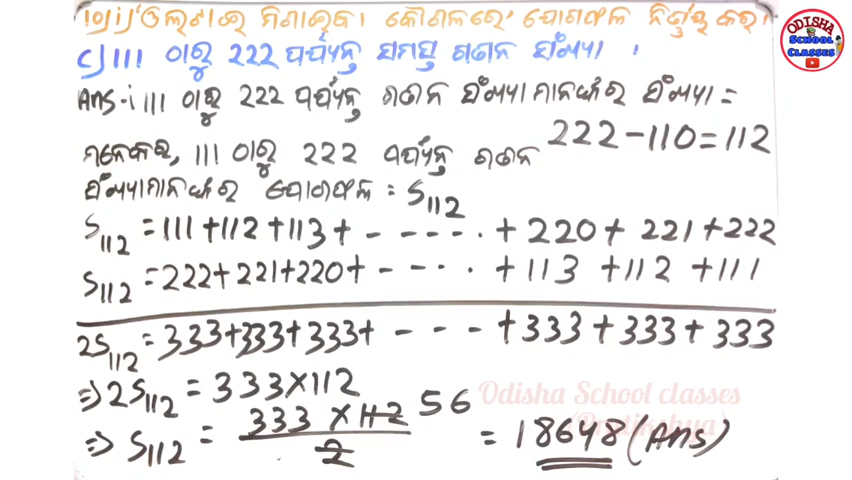 10) i) 'ଓଲଟାଇ ମିଶାଇବା କୌଶଳରେ' ଯୋଗଫଳ ନିର୍ଣ୍ଣୟ କର।
ODISHA
SCHOOL
CLASSES
c) 111 ଠାରୁ 222 ପର୍ଯ୍ୟନ୍ତ ସମସ୍ତ ଗଣନ ସଂଖ୍ୟା ।
Ans-: 111 ଠାରୁ 222 ପର୍ଯ୍ୟନ୍ତ ଗଣନ ସଂଖ୍ୟାମାନଙ୍କର ସଂଖ୍ୟା =
222 - 110 = 112
ମନେକର, 111 ଠାରୁ 222 ପର୍ଯ୍ୟନ୍ତ ଗଣନ
ସଂଖ୍ୟାମାନଙ୍କର ଯୋଗଫଳ = S112
S112 = 111 + 112 + 113 + - - - - - . + 220 + 221 + 222
S112 = 222 + 221 + 220 + - - - - . + 113 + 112 + 111
2S112 = 333 + 333 + 333 + - - - + 333 + 333 + 333
⇒ 2S112 = 333 × 112
Odisha School classes
⇒ S112 = 333 × 112 56 / 2 = 18648 (Ans)